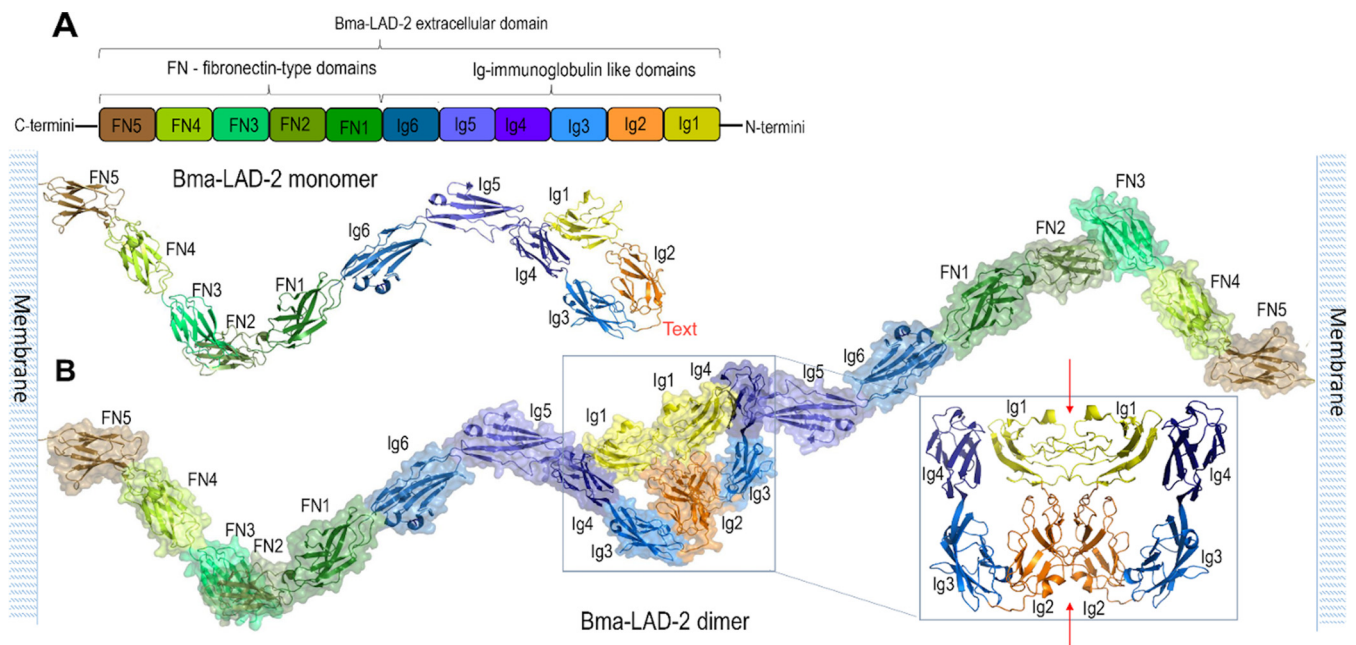 A
Bma-LAD-2 extracellular domain
FN - fibronectin-type domains
Ig-immunoglobulin like domains
C-termini
FN5 FN4 FN3 FN2 FN1 Ig6 Ig5 Ig4 Ig3 Ig2 Ig1
N-termini
Bma-LAD-2 monomer
FN5
FN4
FN3
FN2
FN1
Ig6
Ig5
Ig4
Ig1
Ig2
Ig3
Text
Membrane
Membrane
B
FN5
FN4
FN3
FN2
FN1
Ig6
Ig5
Ig4
Ig3
Ig1
Ig1
Ig4
Ig2
Ig3
Ig5
Ig6
FN1
FN2
FN3
FN4
FN5
Bma-LAD-2 dimer
Ig1 Ig1
Ig4 Ig4
Ig3 Ig3
Ig2 Ig2